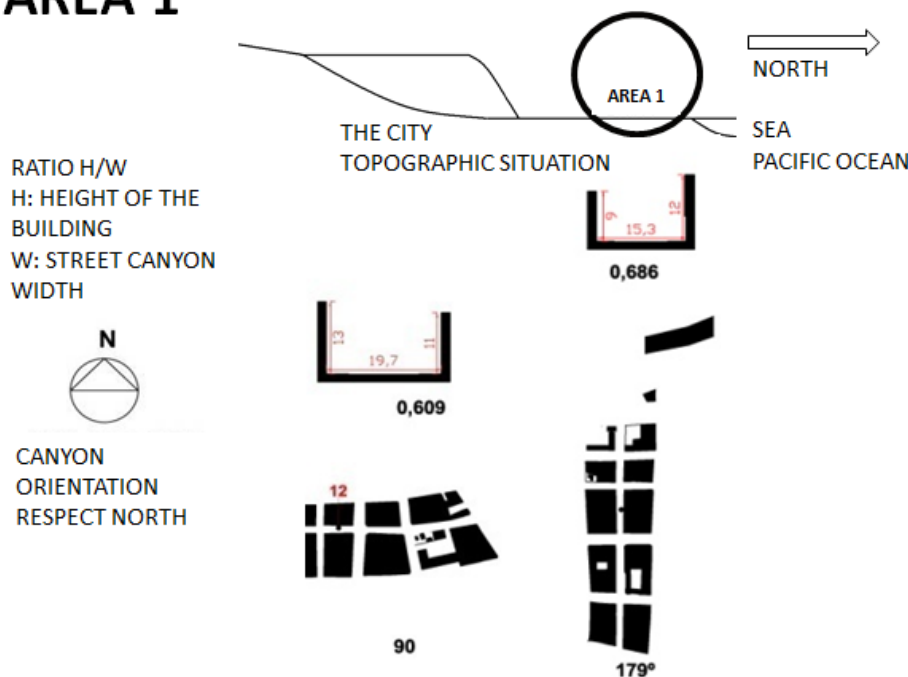 AREA 1
AREA 1
NORTH
THE CITY
TOPOGRAPHIC SITUATION
SEA
PACIFIC OCEAN
RATIO H/W
H: HEIGHT OF THE
BUILDING
W: STREET CANYON
WIDTH
9
12
15,3
0,686
13
11
19,7
0,609
N
CANYON
ORIENTATION
RESPECT NORTH
12
90
179º